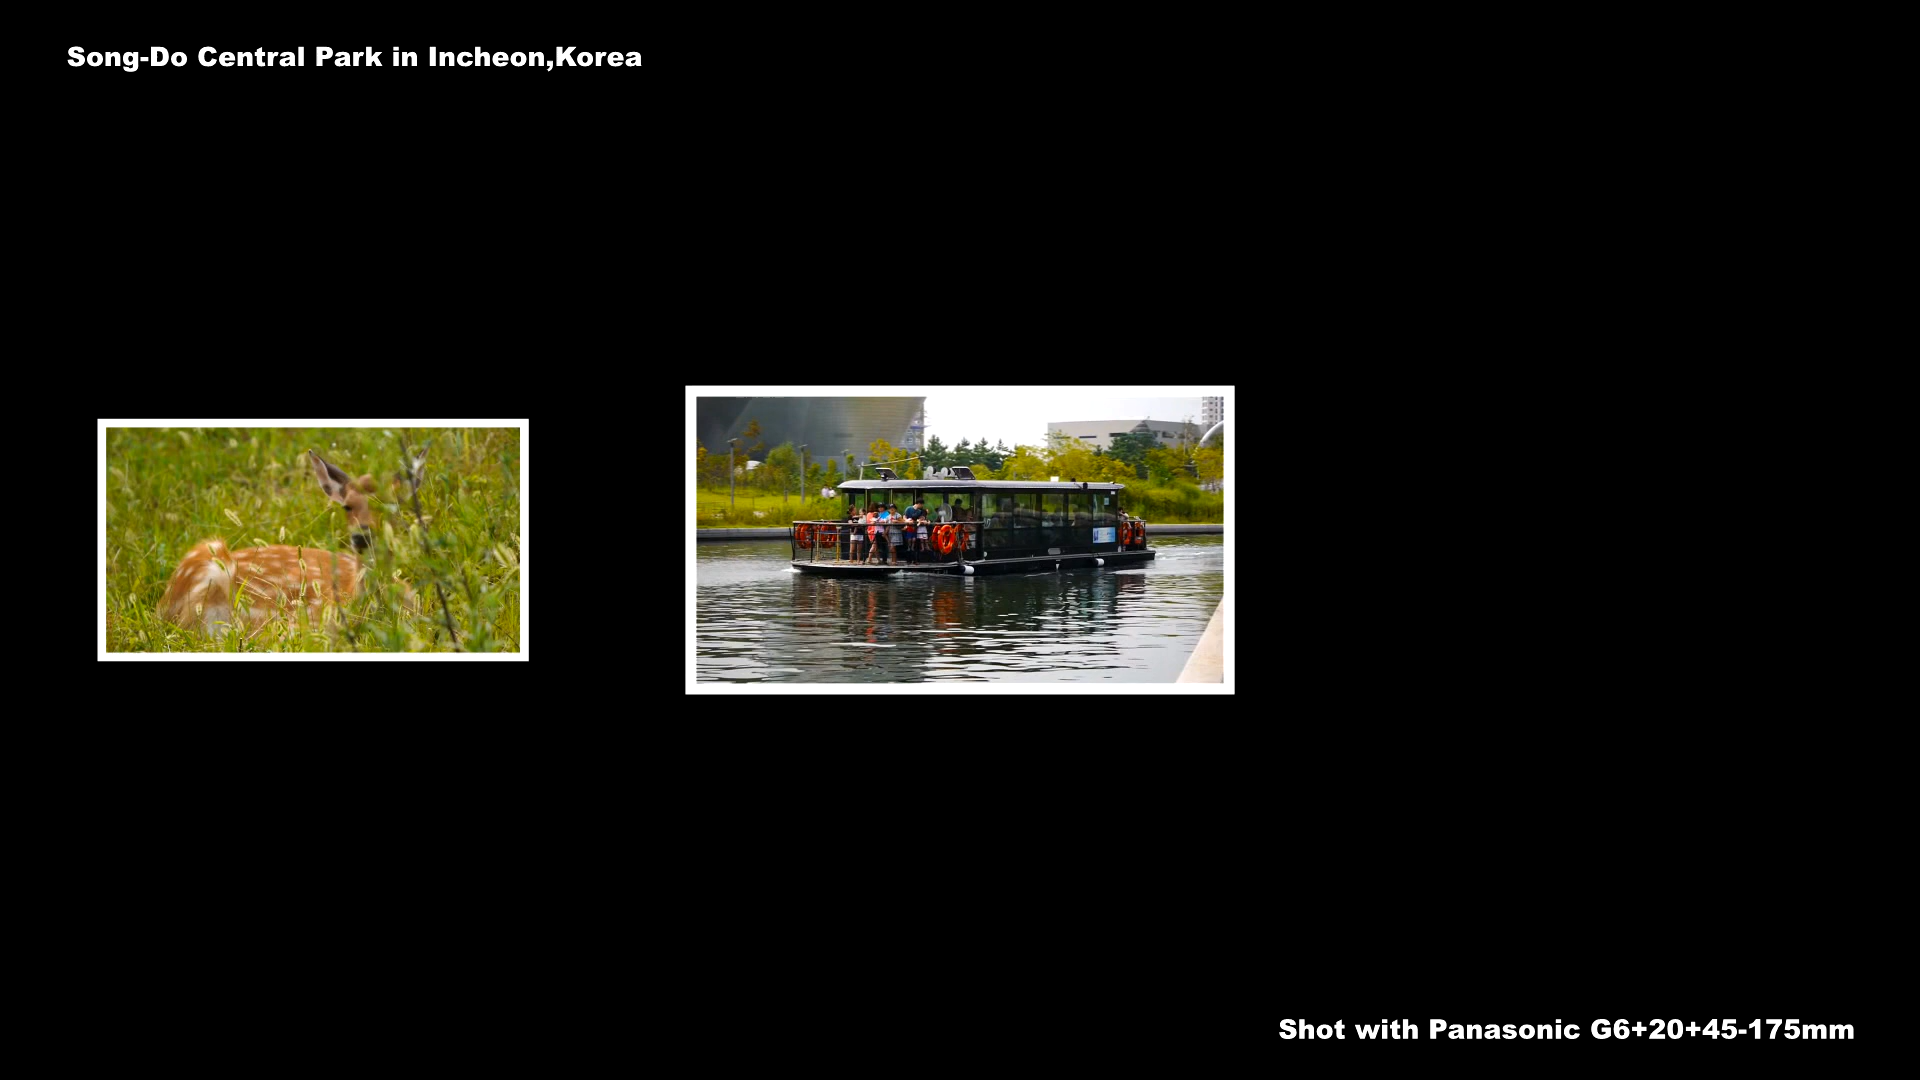 Song-Do Central Park in Incheon,Korea
Shot with Panasonic G6+20+45-175mm